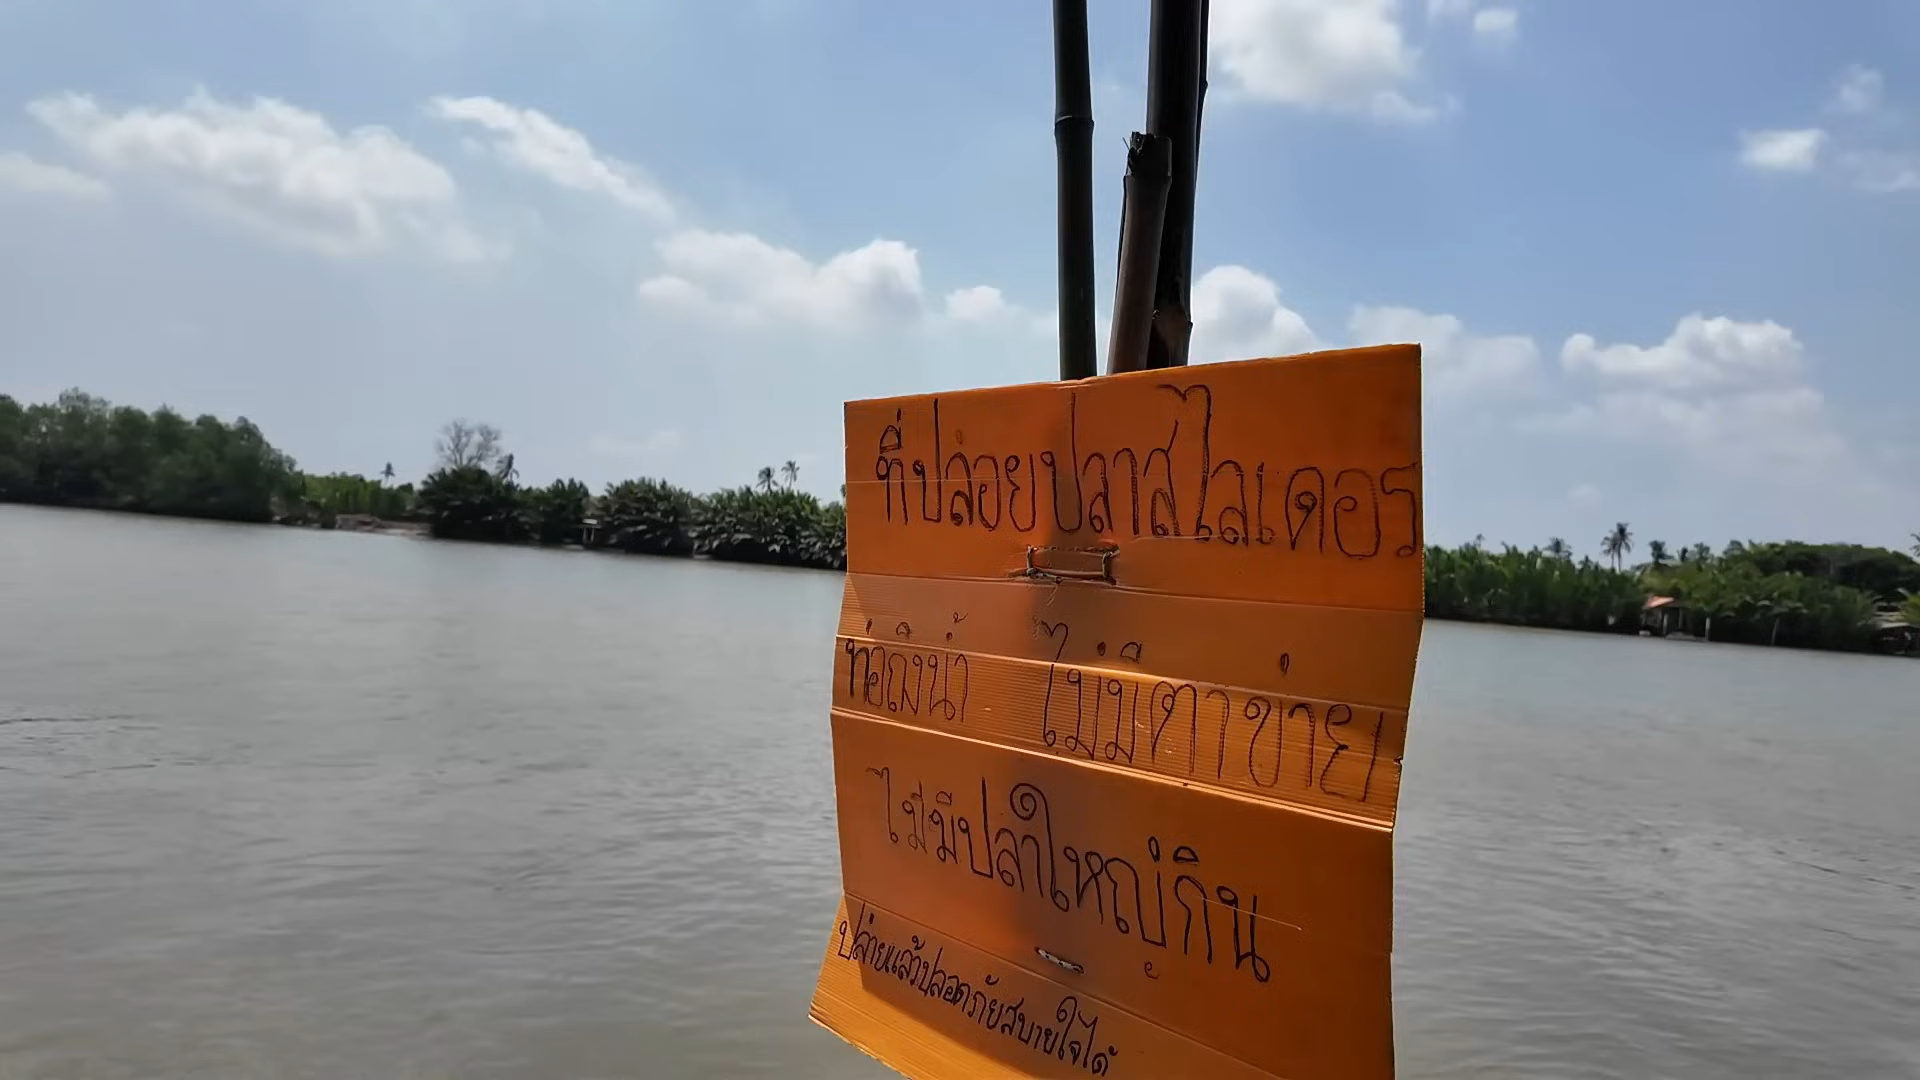 ที่ปล่อยปลาสไลเดอร
ท่อถึงน้ำ ไม่มีตาข่าย
ไม่มีปลาใหญ่กิน
ปล่ายแล้วปลอดภัยสบายใจได้